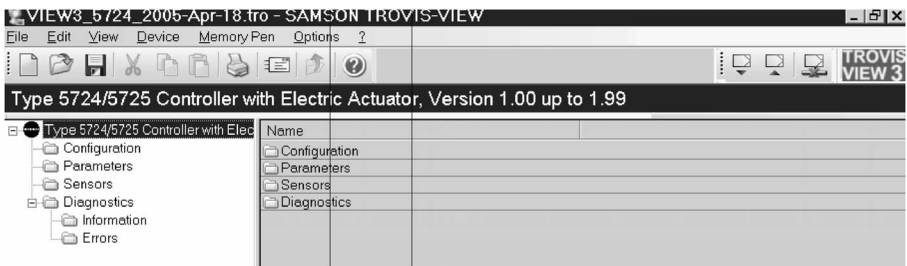 VIEW3_5724_2005-Apr-18.tro - SAMSON TROVIS-VIEW
File Edit View Device Memory Pen Options ?
TROVIS
VIEW 3
Type 5724/5725 Controller with Electric Actuator, Version 1.00 up to 1.99
Type 5724/5725 Controller with Elec
Configuration
Parameters
Sensors
Diagnostics
Information
Errors
Name
Configuration
Parameters
Sensors
Diagnostics